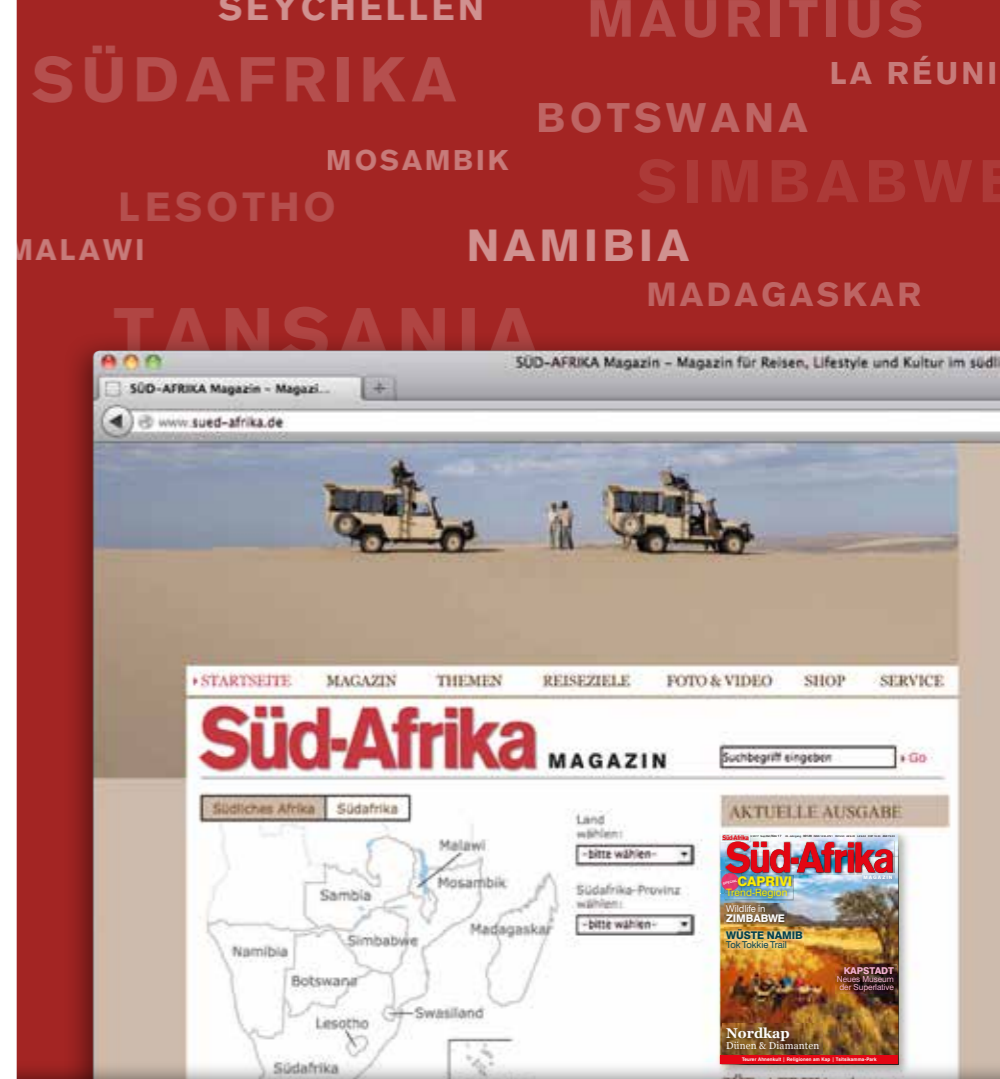 SEYCHELLEN
MAURITIUS
SÜDAFRIKA
LA RÉUNI
BOTSWANA
MOSAMBIK
SIMBABWE
LESOTHO
MALAWI
NAMIBIA
MADAGASKAR
TANSANIA
SÜD-AFRIKA Magazin – Magazin für Reisen, Lifestyle und Kultur im südli
SÜD-AFRIKA Magazin – Magazi...
www.sued-afrika.de
STARTSEITE MAGAZIN THEMEN REISEZIELE FOTO & VIDEO SHOP SERVICE
Süd-Afrika MAGAZIN
Suchbegriff eingeben Go
Südliches Afrika Südafrika
Land
wählen:
-bitte wählen-
Südafrika-Provinz
wählen:
-bitte wählen-
Malawi
Mosambik
Sambia
Madagaskar
Simbabwe
Namibia
Botswana
Swasiland
Lesotho
Südafrika
AKTUELLE AUSGABE
Süd-Afrika
MAGAZIN
CAPRIVI
Trend-Region
Wildlife in
ZIMBABWE
WÜSTE NAMIB
Tok Tokkie Trail
KAPSTADT
Neues Museum
der Superlative
Nordkap
Dünen & Diamanten
Tsitsikamma-Park